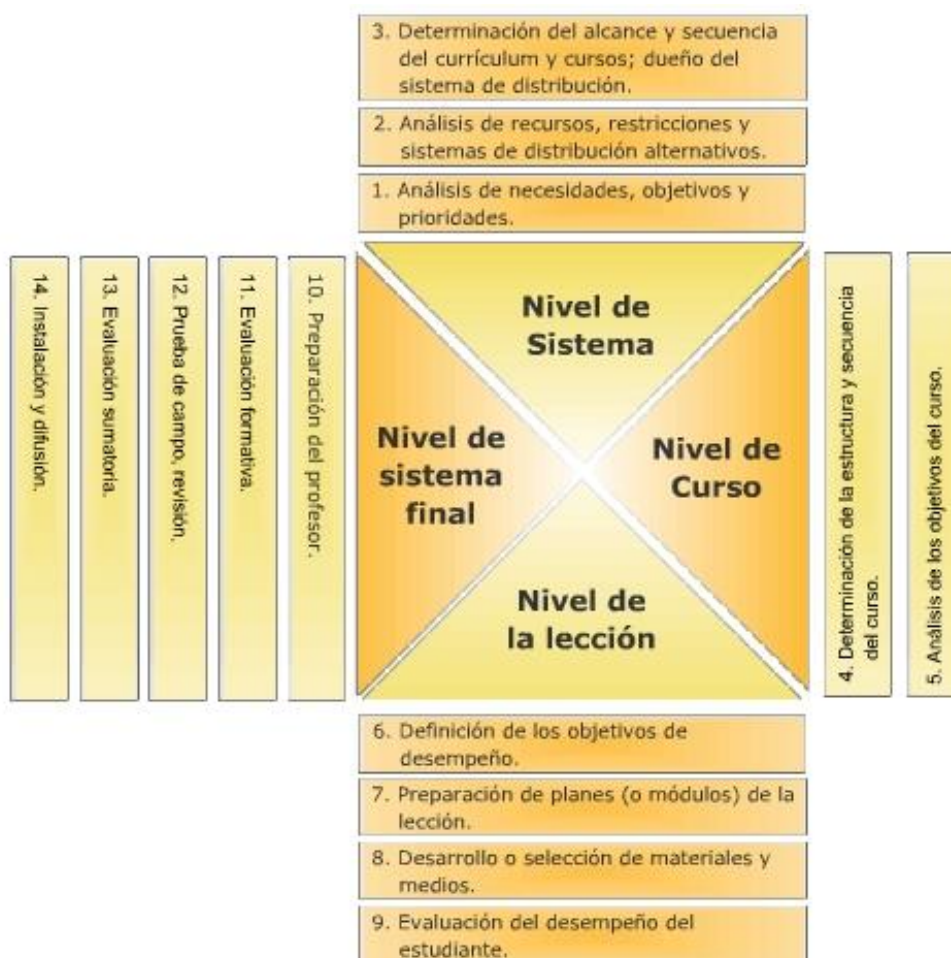 3. Determinación del alcance y secuencia
del currículum y cursos; dueño del
sistema de distribución.
2. Análisis de recursos, restricciones y
sistemas de distribución alternativos.
1. Análisis de necesidades, objetivos y
prioridades.
14. Instalación y difusión.
13. Evaluación sumatoria.
12. Prueba de campo, revisión.
11. Evaluación formativa.
10. Preparación del profesor.
Nivel de
Sistema
Nivel de
sistema
final
Nivel de
Curso
Nivel de
la lección
4. Determinación de la estructura y secuencia
del curso.
5. Análisis de los objetivos del curso.
6. Definición de los objetivos de
desempeño.
7. Preparación de planes (o módulos) de la
lección.
8. Desarrollo o selección de materiales y
medios.
9. Evaluación del desempeño del
estudiante.